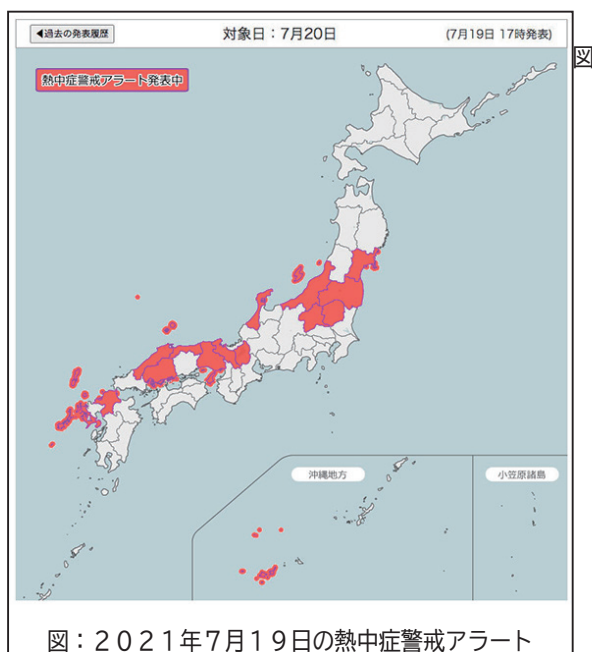 ◀過去の発表履歴
対象日：7月20日
(7月19日 17時発表)
図
熱中症警戒アラート発表中
沖縄地方
小笠原諸島
図：２０２１年７月１９日の熱中症警戒アラート